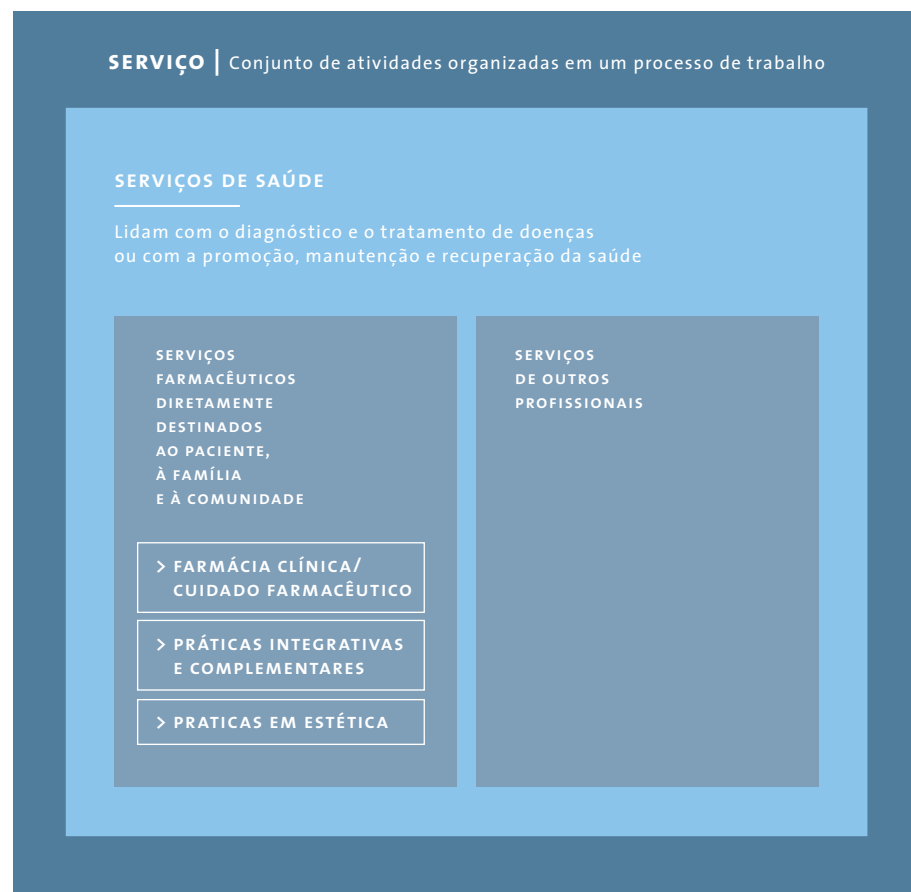 SERVIÇO | Conjunto de atividades organizadas em um processo de trabalho
SERVIÇOS DE SAÚDE
Lidam com o diagnóstico e o tratamento de doenças
ou com a promoção, manutenção e recuperação da saúde
SERVIÇOS
FARMACÊUTICOS
DIRETAMENTE
DESTINADOS
AO PACIENTE,
À FAMÍLIA
E À COMUNIDADE
> FARMÁCIA CLÍNICA/
CUIDADO FARMACÊUTICO
> PRÁTICAS INTEGRATIVAS
E COMPLEMENTARES
> PRATICAS EM ESTÉTICA
SERVIÇOS
DE OUTROS
PROFISSIONAIS